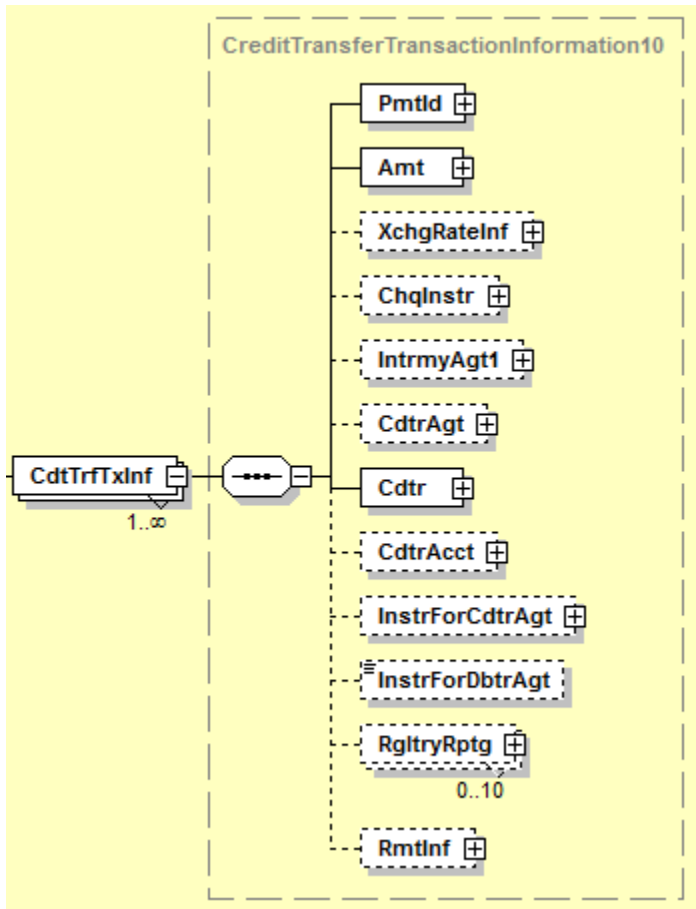 CreditTransferTransactionInformation10
PmtId
Amt
XchgRateInf
ChqInstr
IntrmyAgt1
CdtrAgt
CdtTrfTxInf
1..∞
Cdtr
CdtrAcct
InstrForCdtrAgt
InstrForDbtrAgt
RgltryRptg
0..10
RmtInf